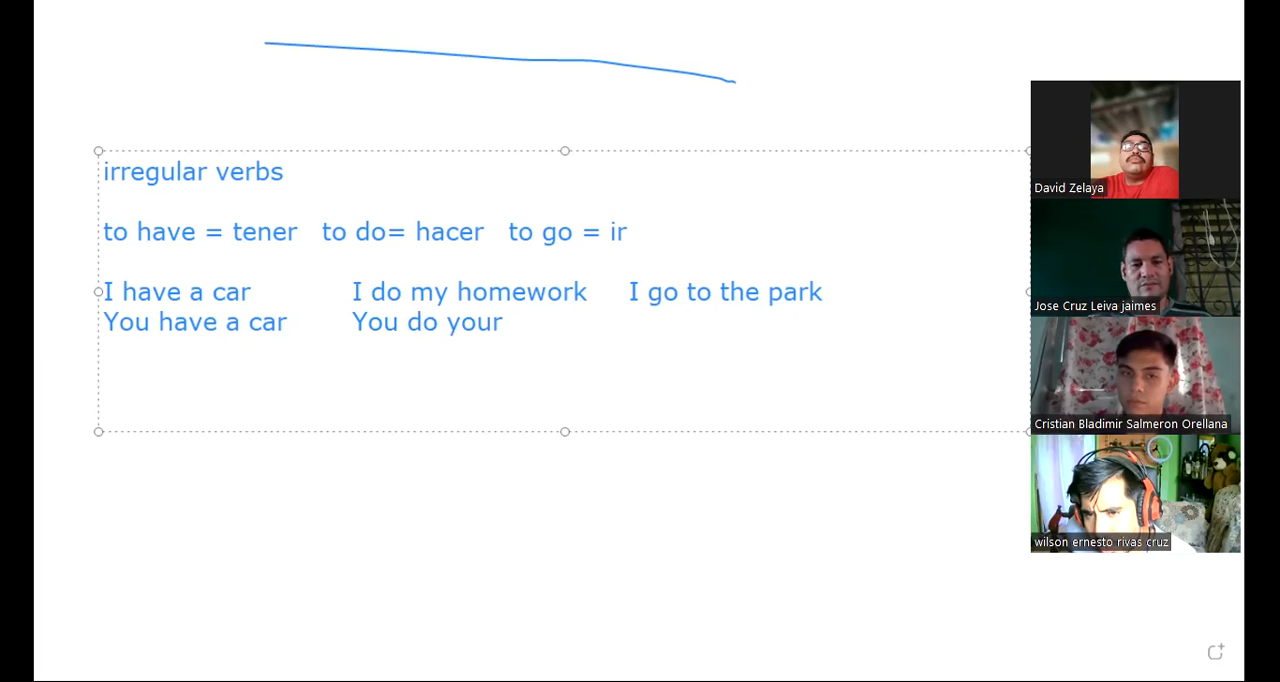 irregular verbs
to have = tener   to do= hacer   to go = ir
I have a car   I do my homework   I go to the park
You have a car   You do your
David Zelaya
Jose Cruz Leiva jaimes
Cristian Bladimir Salmeron Orellana
wilson ernesto rivas cruz